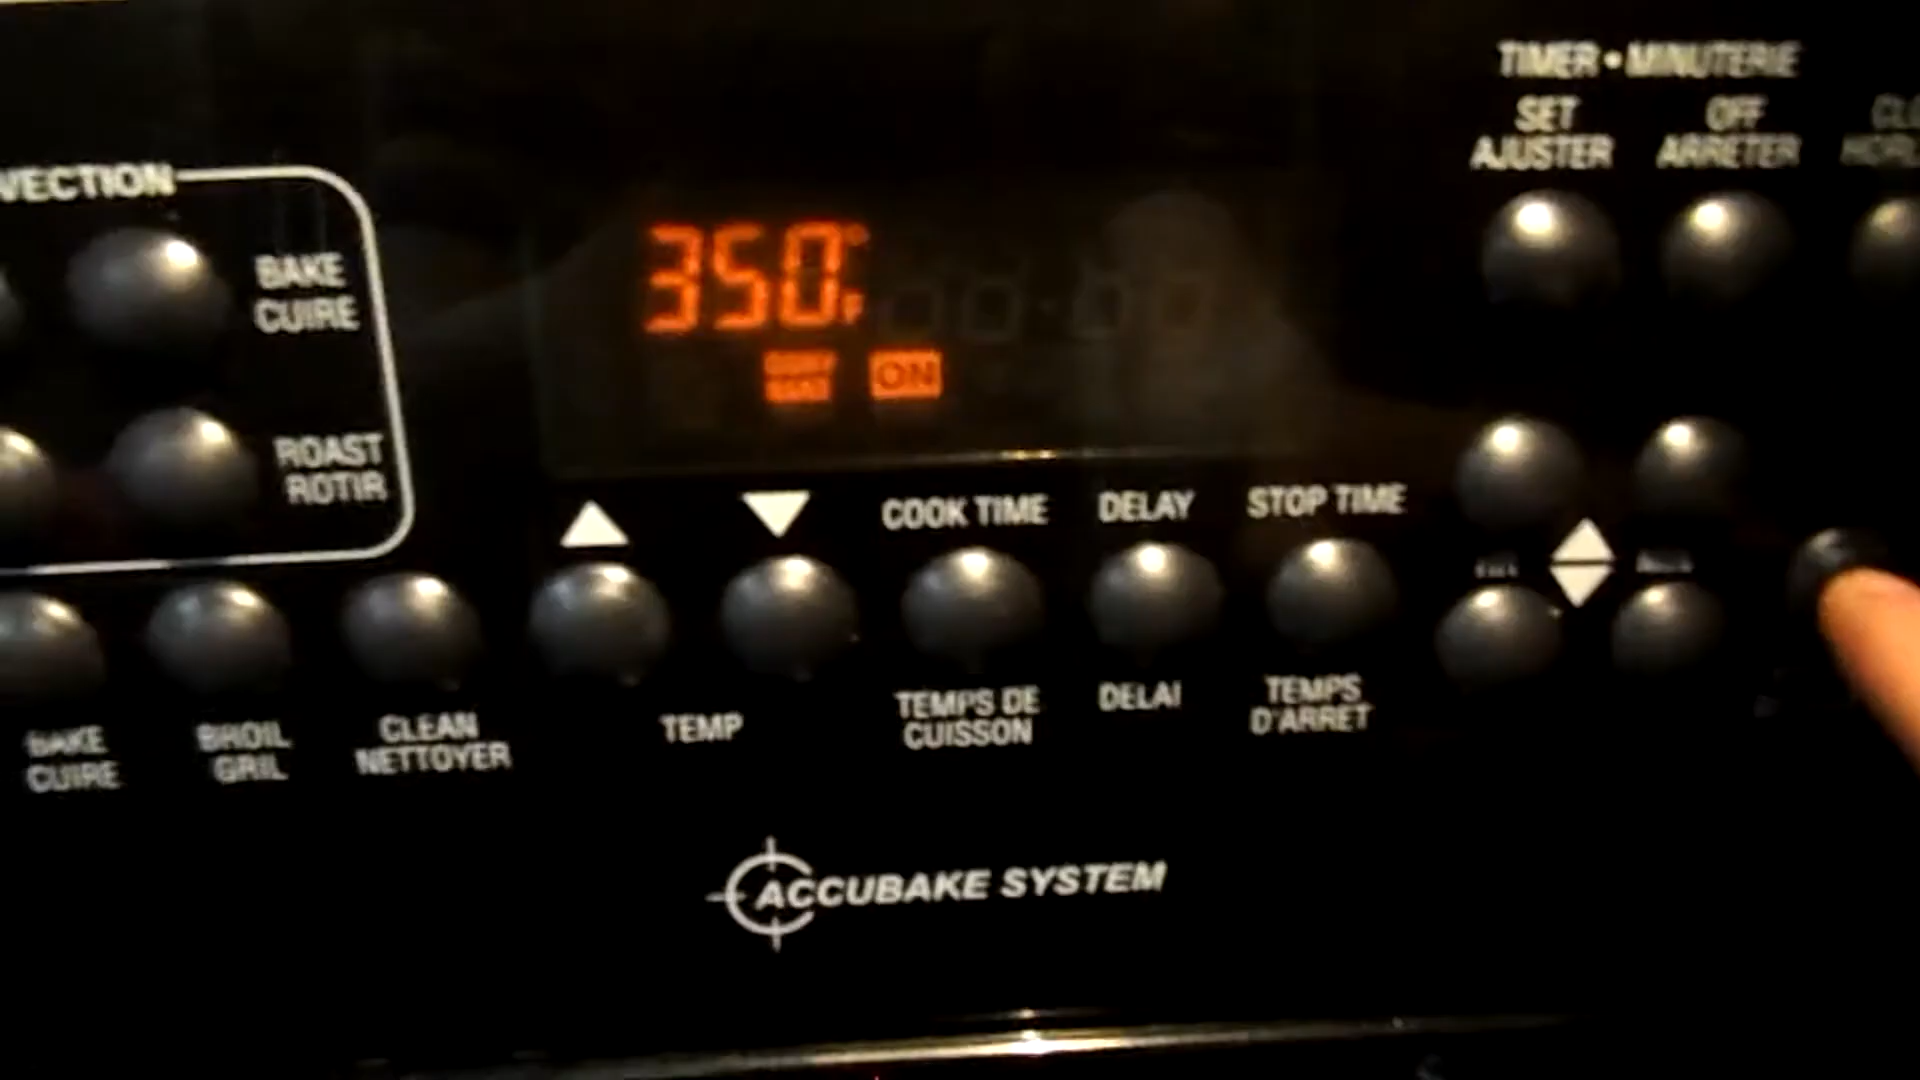 TIMER • MINUTERIE
SET
AJUSTER
OFF
ARRETER
VECTION
BAKE
CUIRE
ROAST
ROTIR
350°F
ON
COOK TIME
DELAY
STOP TIME
BAKE
CUIRE
BROIL
GRIL
CLEAN
NETTOYER
TEMP
TEMPS DE
CUISSON
DELAI
TEMPS
D'ARRET
ACCUBAKE SYSTEM